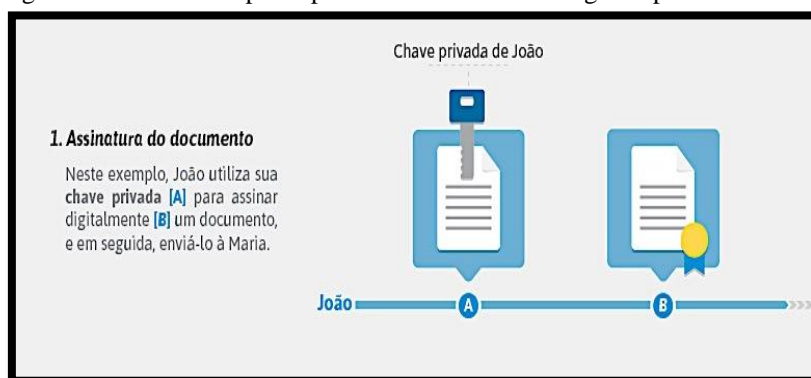 Chave privada de João
1. Assinatura do documento
Neste exemplo, João utiliza sua
chave privada [A] para assinar
digitalmente [B] um documento,
e em seguida, enviá-lo à Maria.
João
A
B